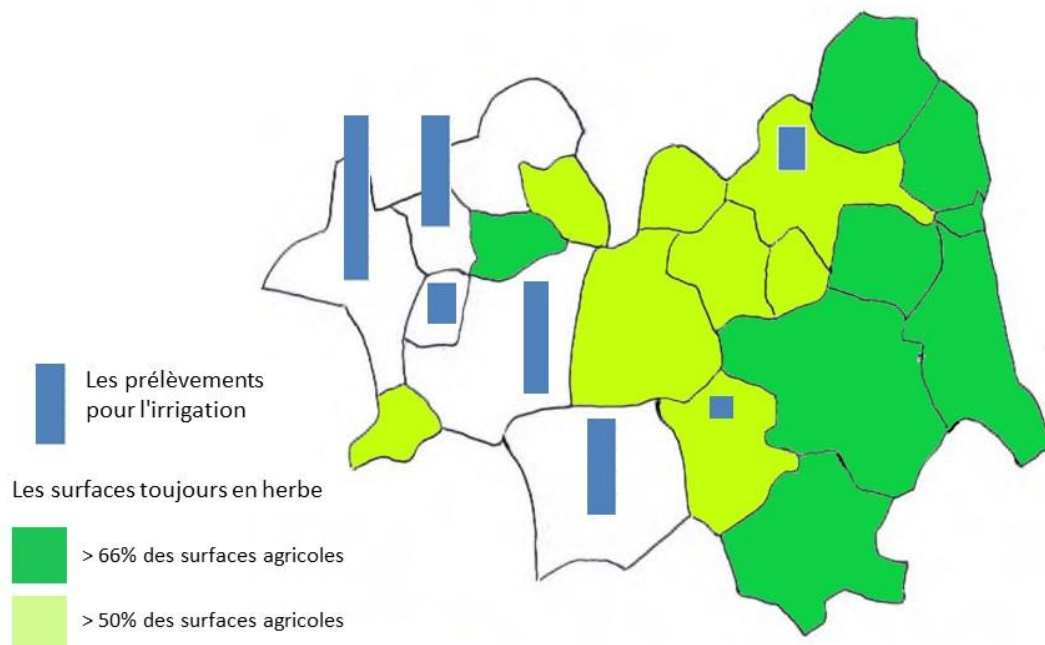 Les prélèvements
pour l'irrigation
Les surfaces toujours en herbe
> 66% des surfaces agricoles
> 50% des surfaces agricoles